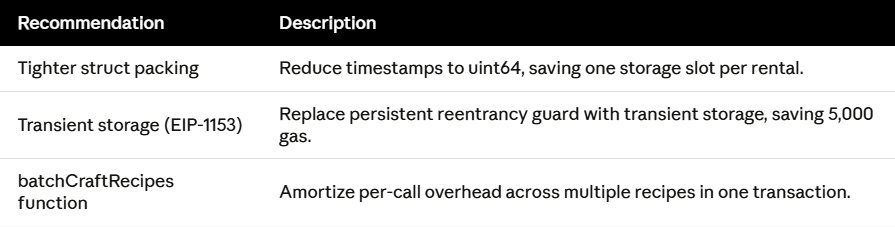 Recommendation Description
Tighter struct packing Reduce timestamps to uint64, saving one storage slot per rental.
Transient storage (EIP-1153) Replace persistent reentrancy guard with transient storage, saving 5,000
gas.
batchCraftRecipes
function
Amortize per-call overhead across multiple recipes in one transaction.